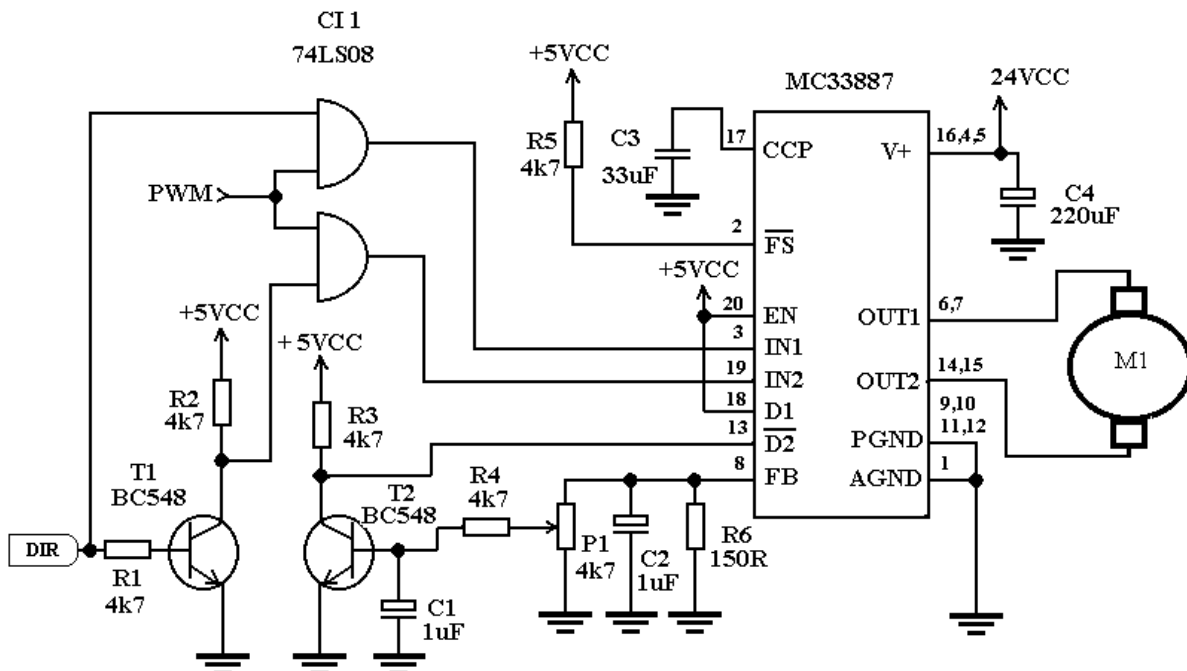 CI 1
74LS08
PWM
+5VCC
R2
4k7
+5VCC
R3
4k7
T1
BC548
T2
BC548
DIR
R1
4k7
C1
1uF
R4
4k7
P1
4k7
C2
1uF
R6
150R
+5VCC
R5
4k7
C3
33uF
+5VCC
MC33887
17
CCP
2
FS
20
EN
3
IN1
19
IN2
18
D1
13
D2
8
FB
24VCC
16,4,5
V+
C4
220uF
6,7
OUT1
14,15
OUT2
9,10
11,12
PGND
1
AGND
M1